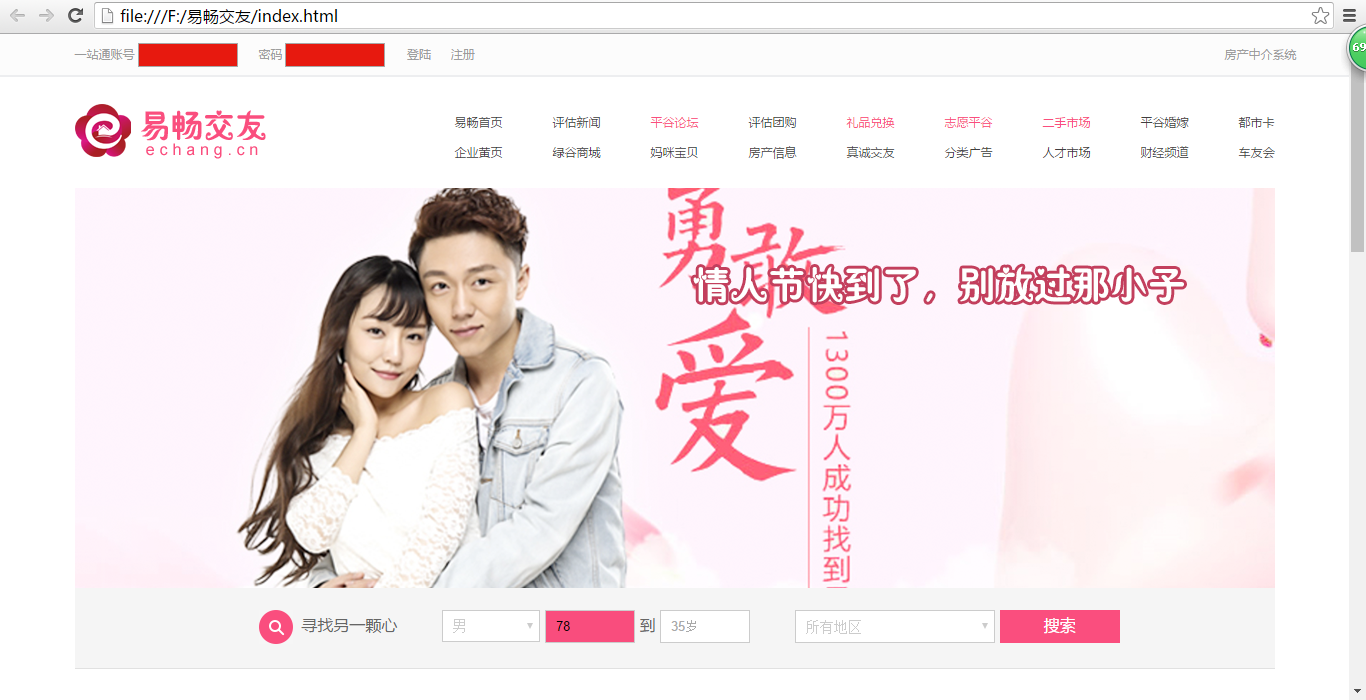 file:///F:/易畅交友/index.html
69
一站通账号 密码 登陆 注册 房产中介系统
易畅交友
echang.cn
易畅首页 评估新闻 平谷论坛 评估团购 礼品兑换 志愿平谷 二手市场 平谷婚嫁 都市卡
企业黄页 绿谷商城 妈咪宝贝 房产信息 真诚交友 分类广告 人才市场 财经频道 车友会
勇敢爱
情人节快到了，别放过那小子
1300万人成功找到
寻找另一颗心 男 78 到 35岁 所有地区 搜索